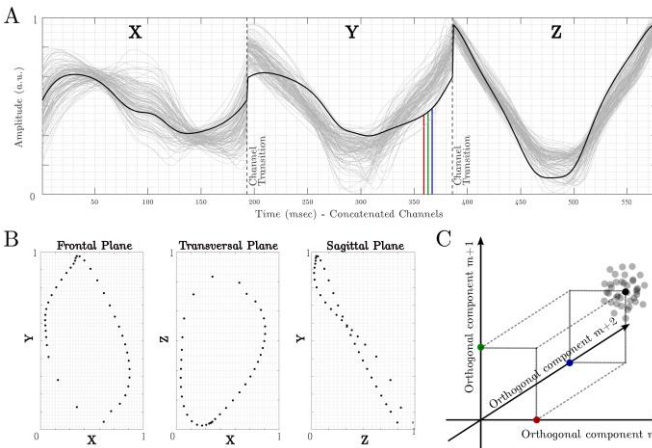 A
X
Y
Z
1
Amplitude (a.u.)
0
Channel
Transition
Channel
Transition
50
100
150
200
250
300
350
400
450
500
550
Time (msec) - Concatenated Channels
B
Frontal Plane
Transversal Plane
Sagittal Plane
1
Y
0
X
1
1
Z
0
X
1
1
Y
0
Z
1
C
Orthogonal component m+1
Orthogonal component m+2
Orthogonal component